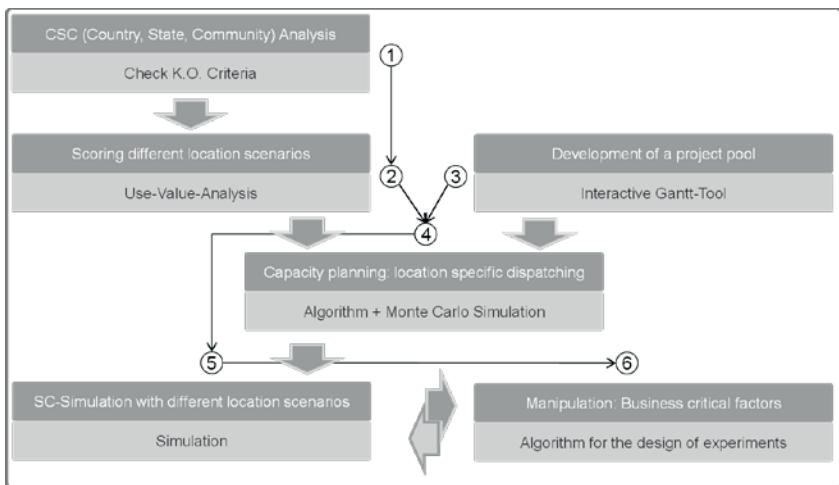 CSC (Country, State, Community) Analysis
Check K.O. Criteria
1
Scoring different location scenarios
Use-Value-Analysis
2
3
Development of a project pool
Interactive Gantt-Tool
4
Capacity planning: location specific dispatching
Algorithm + Monte Carlo Simulation
5
6
SC-Simulation with different location scenarios
Simulation
Manipulation: Business critical factors
Algorithm for the design of experiments